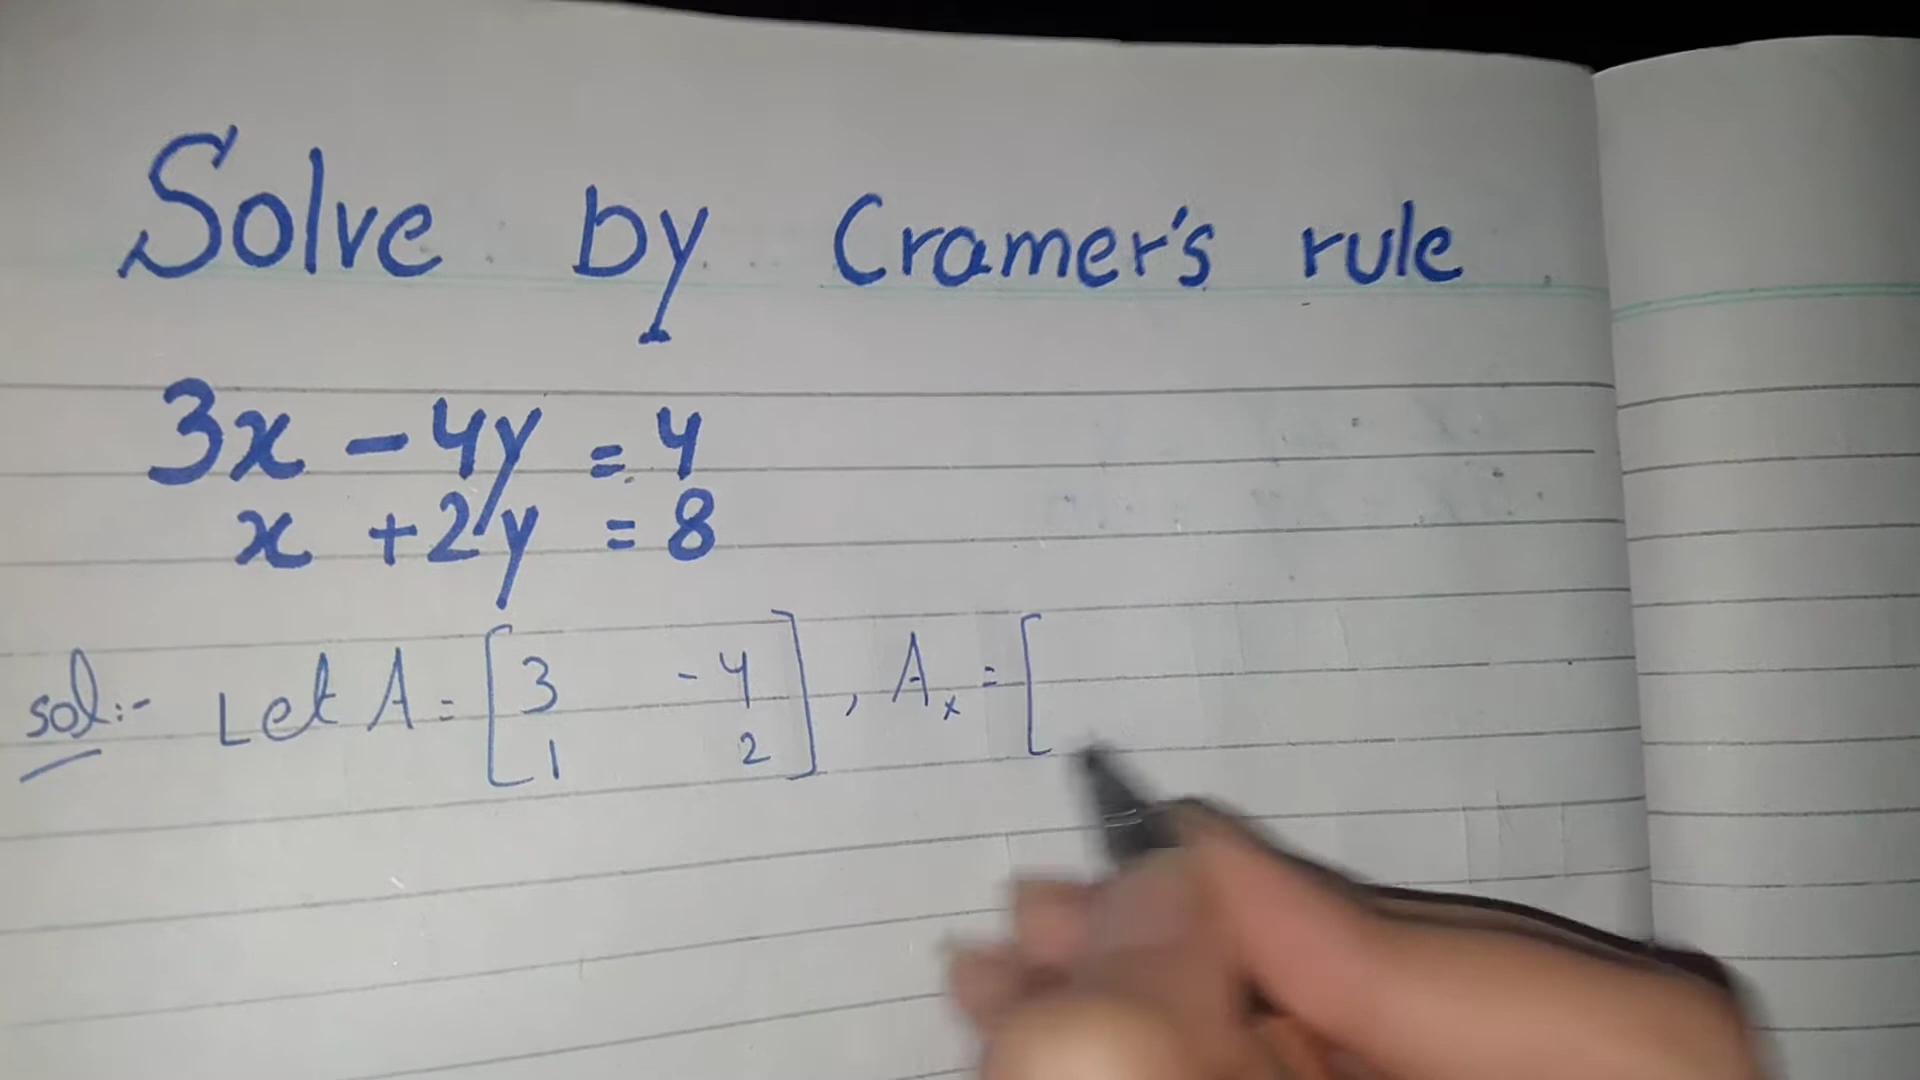 Solve by Cramer's rule
3x - 4y = 4
x + 2y = 8
sol:- Let A = [3 -4
1 2], Aₓ = [